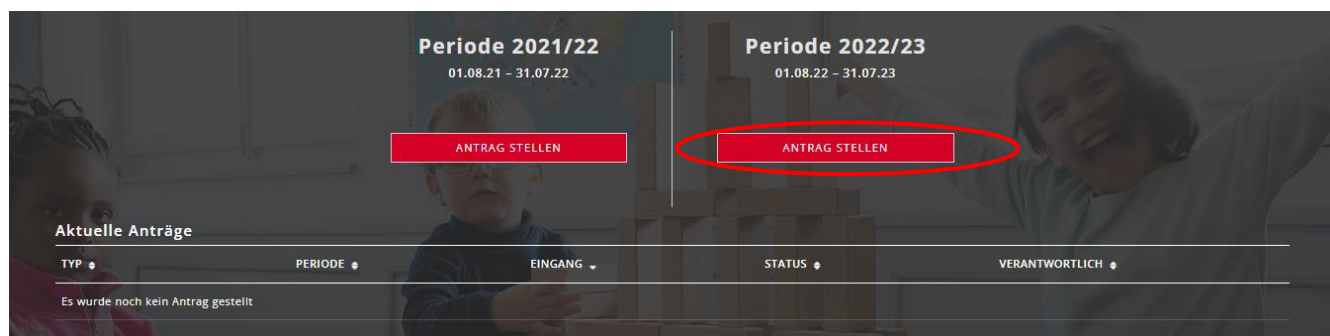 Periode 2021/22
01.08.21 – 31.07.22
ANTRAG STELLEN
Periode 2022/23
01.08.22 – 31.07.23
ANTRAG STELLEN
Aktuelle Anträge
TYP PERIODE EINGANG STATUS VERANTWORTLICH
Es wurde noch kein Antrag gestellt